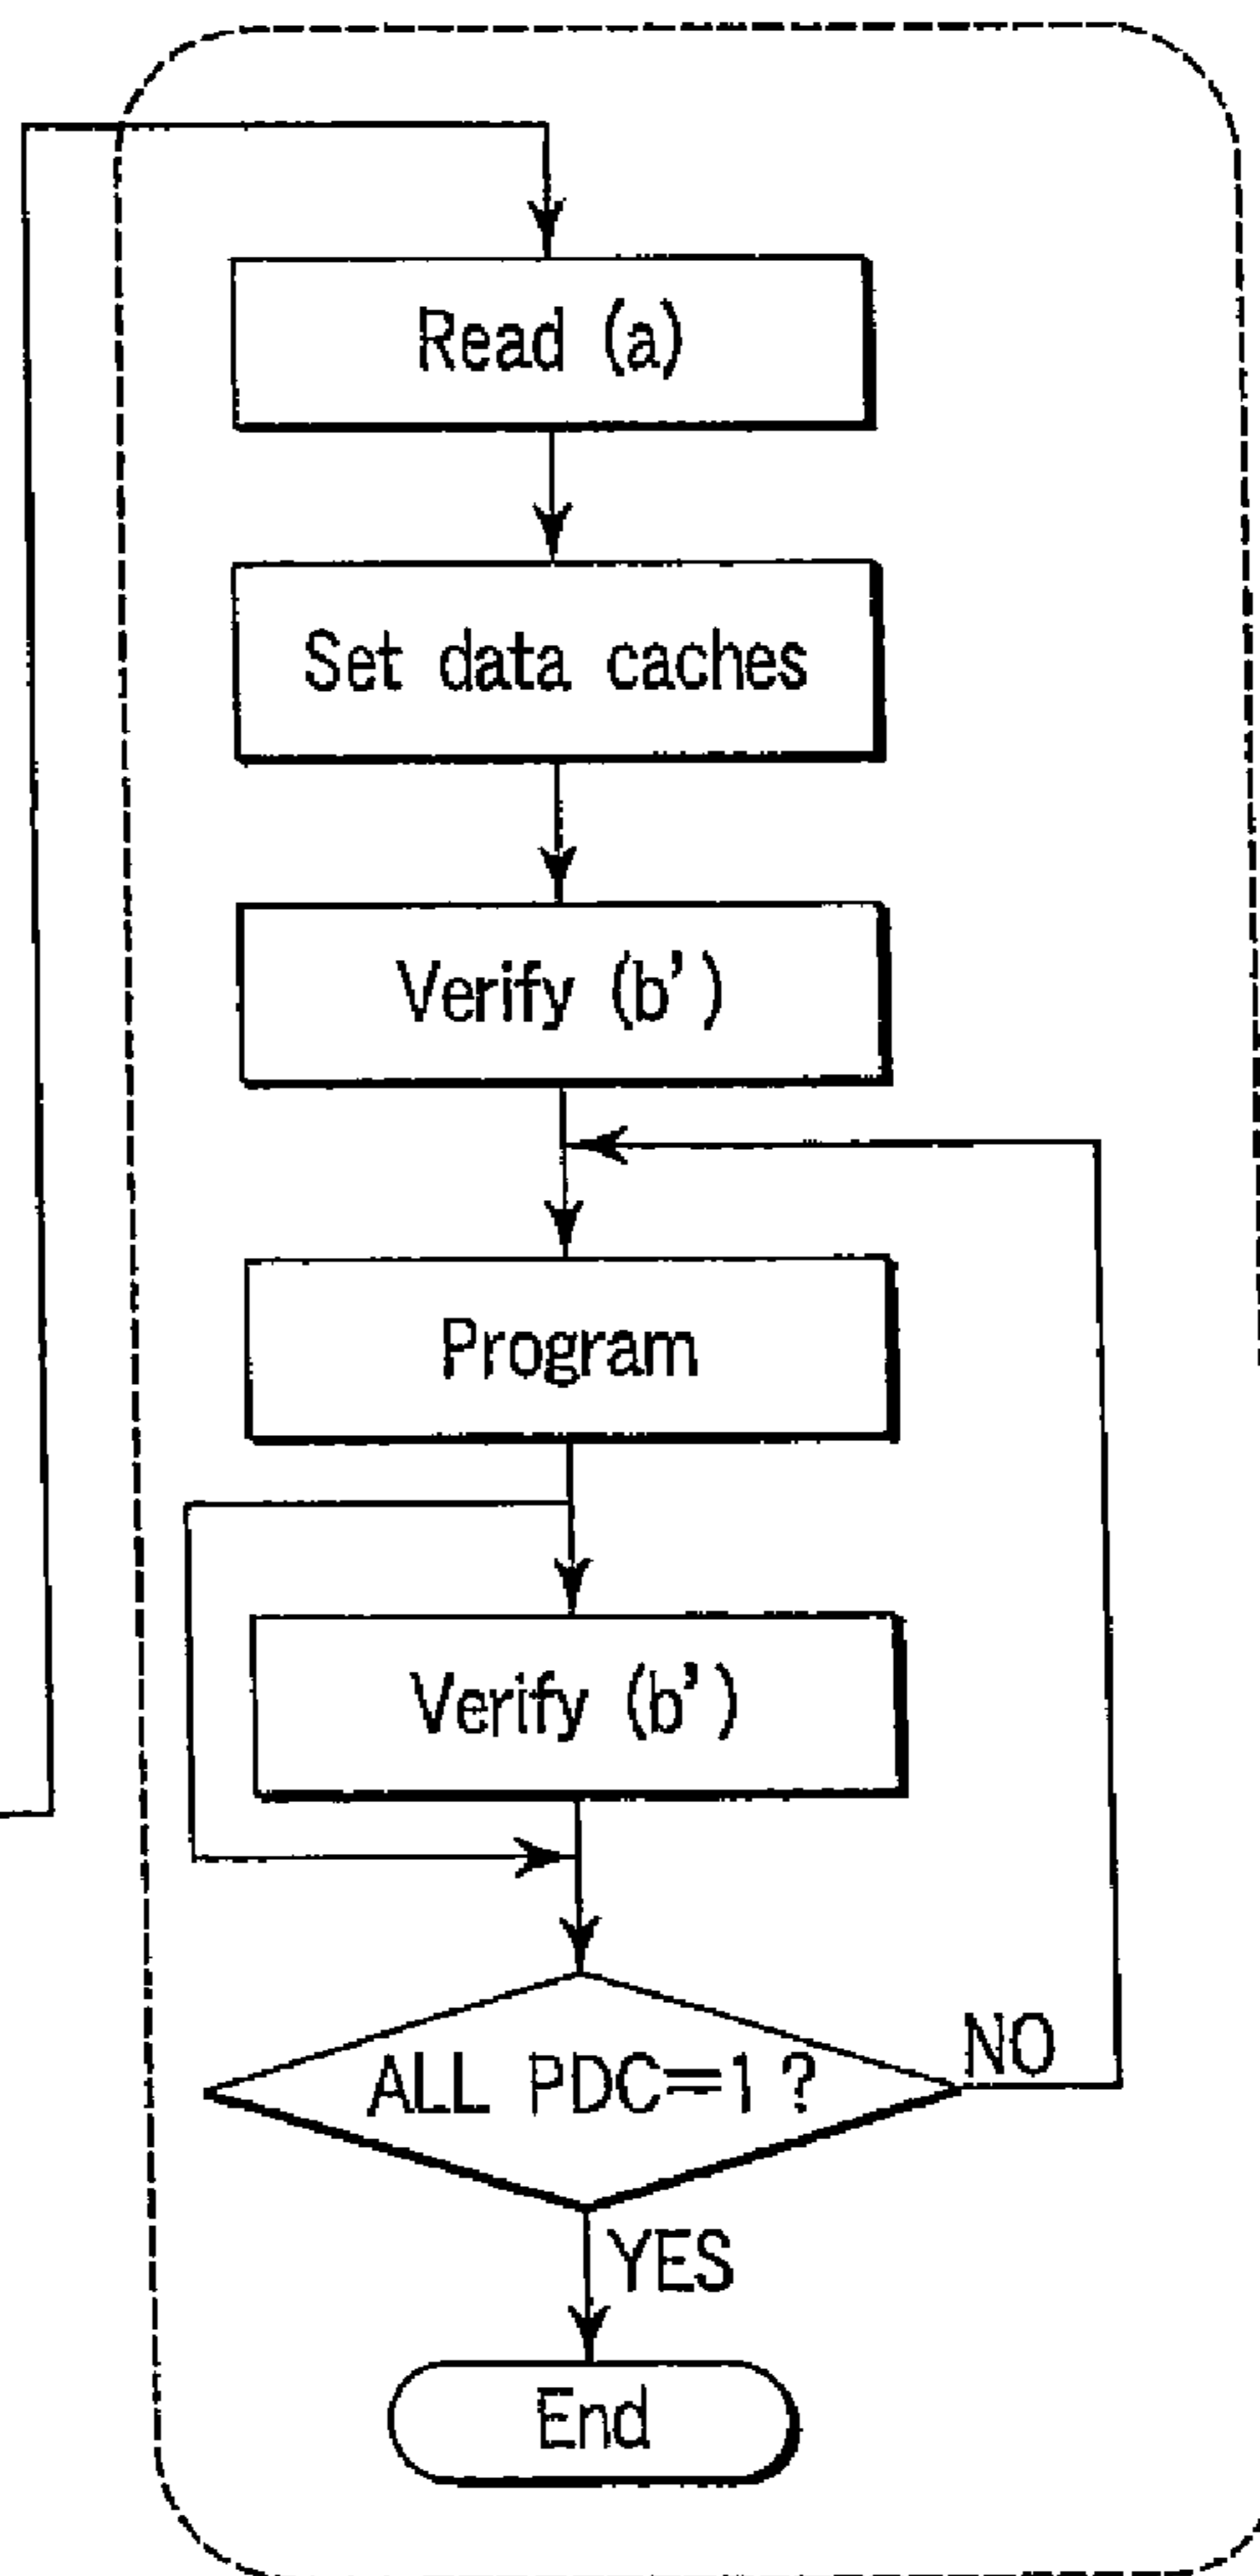 Read (a)
Set data caches
Verify (b')
Program
Verify (b')
ALL PDC=1 ?
NO
YES
End